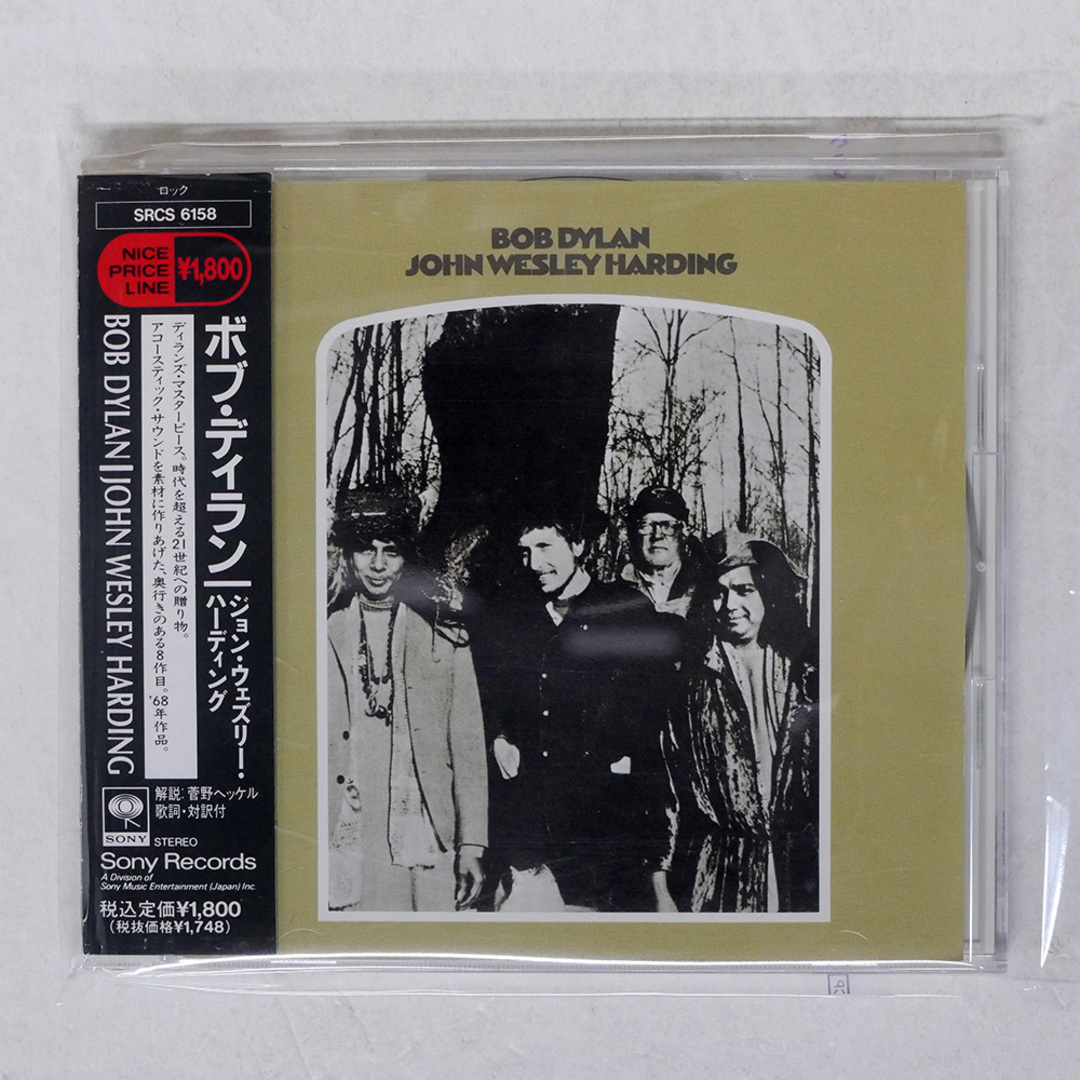 ロック
SRCS 6158
NICE
PRICE
LINE
¥1,800
ボブ・ディラン
ジョン・ウェズリー・
ハーディング
ディランズ・マスターピース。時代を超える21世紀への贈り物。
アコースティック・サウンドを素材に作りあげた、奥行きのある8作目。'68年作品。
BOB DYLAN|JOHN WESLEY HARDING
解説: 菅野ヘッケル
歌詞・対訳付
SONY
STEREO
Sony Records
A Division of
Sony Music Entertainment (Japan) Inc.
税込定価¥1,800
(税抜価格¥1,748)
BOB DYLAN
JOHN WESLEY HARDING